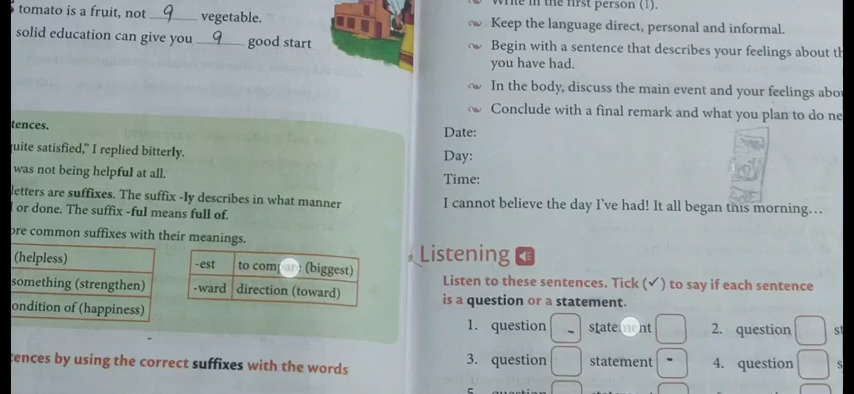 tomato is a fruit, not a vegetable.
solid education can give you a good start
tences.
uite satisfied," I replied bitterly.
was not being helpful at all.
letters are suffixes. The suffix -ly describes in what manner
or done. The suffix -ful means full of.
ore common suffixes with their meanings.
(helpless)
something (strengthen)
ondition of (happiness)
-est to compare (biggest)
-ward direction (toward)
tences by using the correct suffixes with the words
Write in the first person (I).
Keep the language direct, personal and informal.
Begin with a sentence that describes your feelings about th
you have had.
In the body, discuss the main event and your feelings abou
Conclude with a final remark and what you plan to do ne
Date:
Day:
Time:
I cannot believe the day I've had! It all began this morning…
Listening
Listen to these sentences. Tick (✓) to say if each sentence
is a question or a statement.
1. question statement 2. question st
3. question statement 4. question s
5. question